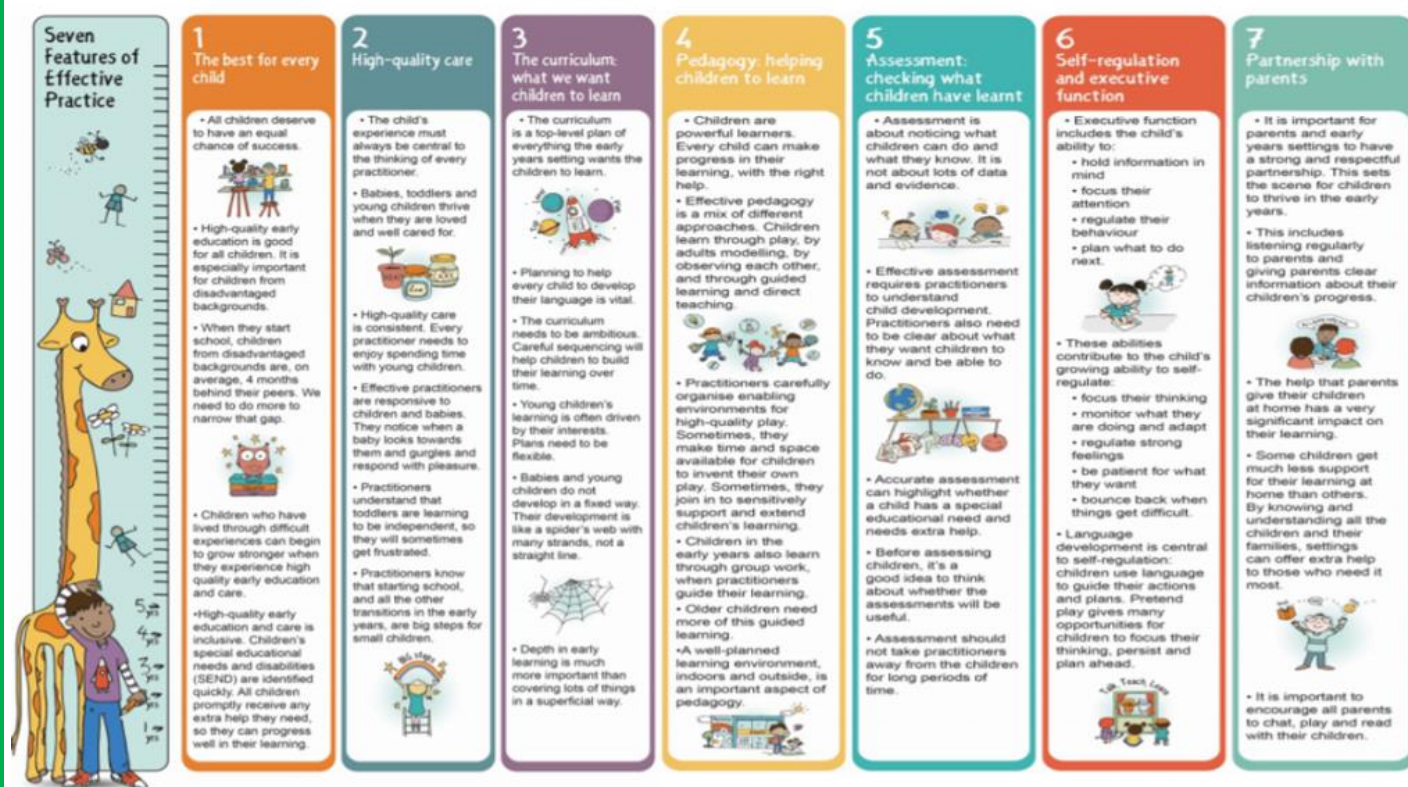 Seven
Features of
Effective
Practice
5
yrs
4
yrs
3
yrs
1
yr
1
The best for every
child
• All children deserve
to have an equal
chance of success.
• High-quality early
education is good
for all children. It is
especially important
for children from
disadvantaged
backgrounds.
• When they start
school, children
from disadvantaged
backgrounds are, on
average, 4 months
behind their peers. We
need to do more to
narrow that gap.
• Children who have
lived through difficult
experiences can begin
to grow stronger when
they experience high
quality early education
and care.
•High-quality early
education and care is
inclusive. Children's
special educational
needs and disabilities
(SEND) are identified
quickly. All children
promptly receive any
extra help they need,
so they can progress
well in their learning.
2
High-quality care
• The child's
experience must
always be central to
the thinking of every
practitioner.
• Babies, toddlers and
young children thrive
when they are loved
and well cared for.
• High-quality care
is consistent. Every
practitioner needs to
enjoy spending time
with young children.
• Effective practitioners
are responsive to
children and babies.
They notice when a
baby looks towards
them and gurgles and
respond with pleasure.
• Practitioners
understand that
toddlers are learning
to be independent, so
they will sometimes
get frustrated.
• Practitioners know
that starting school,
and all the other
transitions in the early
years, are big steps for
small children.
Big steps
3
The curriculum:
what we want
children to learn
• The curriculum
is a top-level plan of
everything the early
years setting wants the
children to learn.
• Planning to help
every child to develop
their language is vital.
• The curriculum
needs to be ambitious.
Careful sequencing will
help children to build
their learning over
time.
• Young children's
learning is often driven
by their interests.
Plans need to be
flexible.
• Babies and young
children do not
develop in a fixed way.
Their development is
like a spider's web with
many strands, not a
straight line.
• Depth in early
learning is much
more important than
covering lots of things
in a superficial way.
4
Pedagogy: helping
children to learn
• Children are
powerful learners.
Every child can make
progress in their
learning, with the right
help.
• Effective pedagogy
is a mix of different
approaches. Children
learn through play, by
adults modelling, by
observing each other,
and through guided
learning and direct
teaching.
• Practitioners carefully
organise enabling
environments for
high-quality play.
Sometimes, they
make time and space
available for children
to invent their own
play. Sometimes, they
join in to sensitively
support and extend
children's learning.
• Children in the
early years also learn
through group work,
when practitioners
guide their learning.
• Older children need
more of this guided
learning.
•A well-planned
learning environment,
indoors and outside, is
an important aspect of
pedagogy.
5
Assessment:
checking what
children have learnt
• Assessment is
about noticing what
children can do and
what they know. It is
not about lots of data
and evidence.
• Effective assessment
requires practitioners
to understand
child development.
Practitioners also need
to be clear about what
they want children to
know and be able to
do.
• Accurate assessment
can highlight whether
a child has a special
educational need and
needs extra help.
• Before assessing
children, it's a
good idea to think
about whether the
assessments will be
useful.
• Assessment should
not take practitioners
away from the children
for long periods of
time.
6
Self-regulation
and executive
function
• Executive function
includes the child's
ability to:
• hold information in
mind
• focus their
attention
• regulate their
behaviour
• plan what to do
next.
• These abilities
contribute to the child's
growing ability to self-
regulate:
• focus their thinking
• monitor what they
are doing and adapt
• regulate strong
feelings
• be patient for what
they want
• bounce back when
things get difficult.
• Language
development is central
to self-regulation:
children use language
to guide their actions
and plans. Pretend
play gives many
opportunities for
children to focus their
thinking, persist and
plan ahead.
7
Partnership with
parents
• It is important for
parents and early
years settings to have
a strong and respectful
partnership. This sets
the scene for children
to thrive in the early
years.
• This includes
listening regularly
to parents and
giving parents clear
information about their
children's progress.
• The help that parents
give their children
at home has a very
significant impact on
their learning.
• Some children get
much less support
for their learning at
home than others.
By knowing and
understanding all the
children and their
families, settings
can offer extra help
to those who need it
most.
• It is important to
encourage all parents
to chat, play and read
with their children.